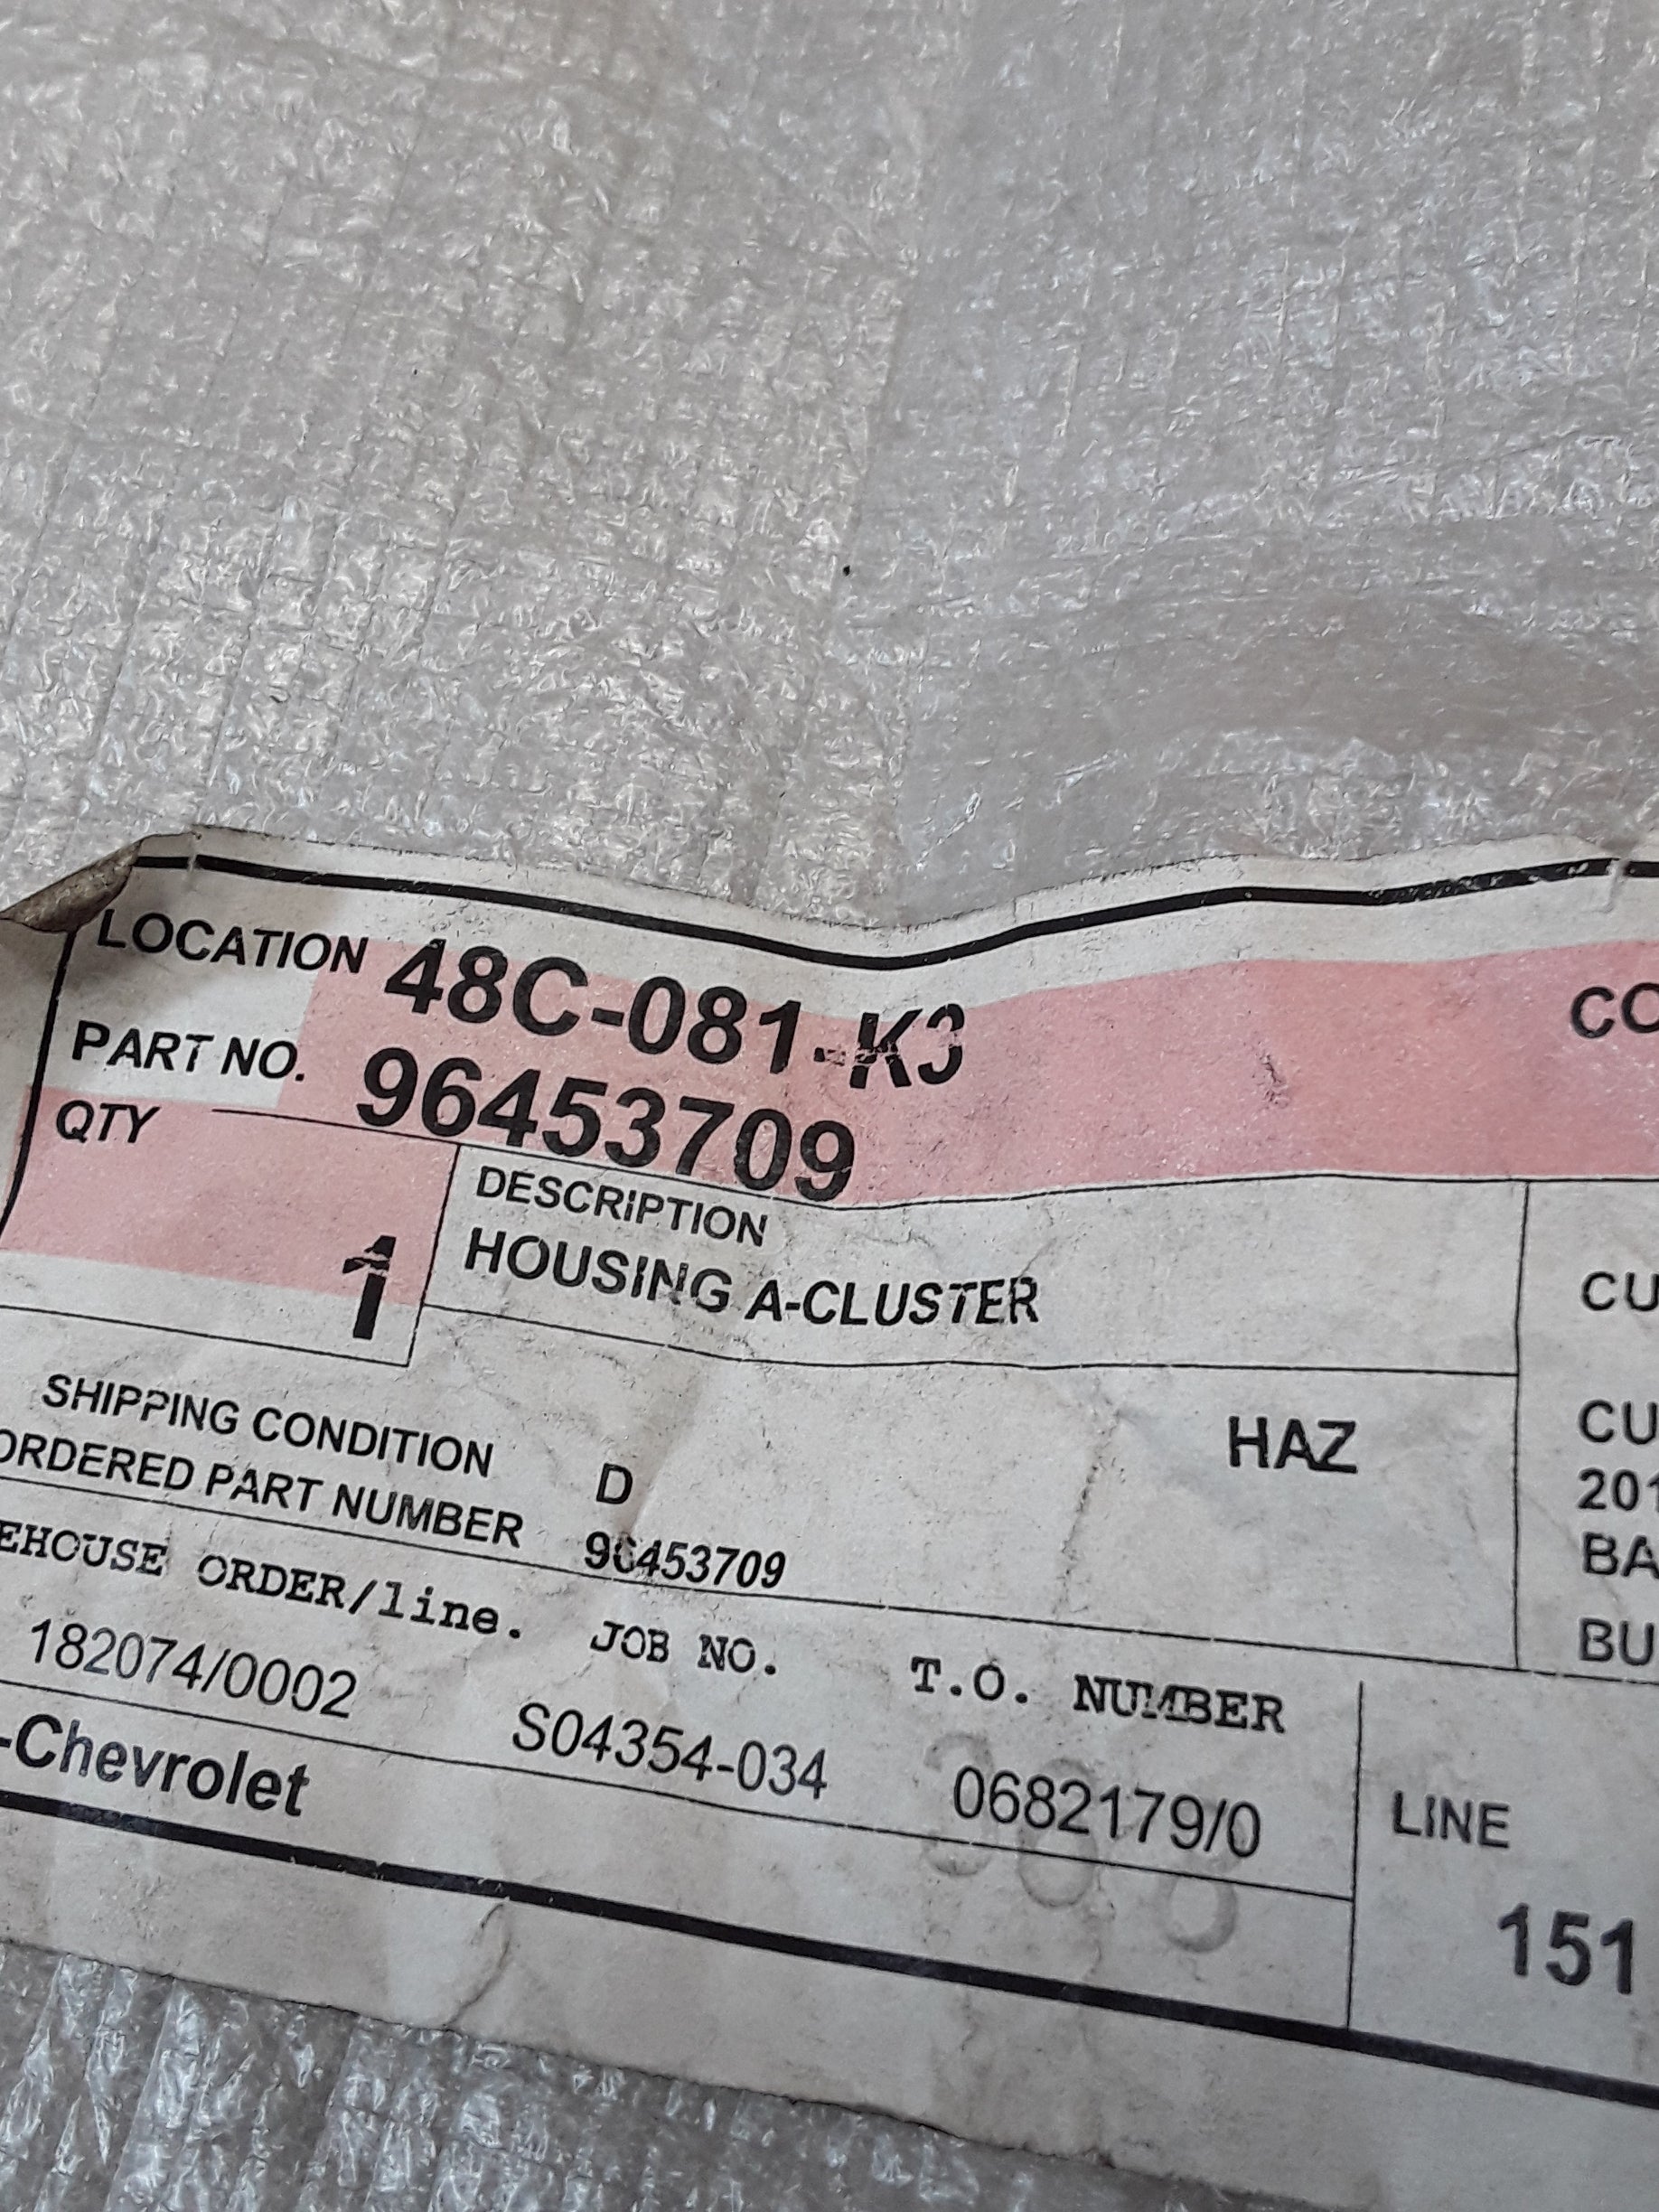 LOCATION 48C-081-K3
PART NO. 96453709
CO
QTY
1
DESCRIPTION
HOUSING A-CLUSTER
CU
SHIPPING CONDITION D
HAZ
CU
201
ORDERED PART NUMBER 96453709
BA
BU
EHOUSE ORDER/line. JOB NO. T.O. NUMBER
182074/0002 S04354-034 0682179/0
LINE
-Chevrolet
151